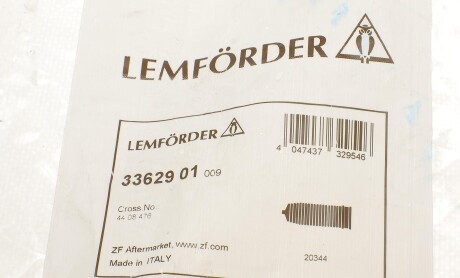 LEMFÖRDER
LEMFÖRDER
4 047437 329546
33629 01 009
Cross.No.:
44 08 478
ZF Aftermarket, www.zf.com
Made in ITALY
20344